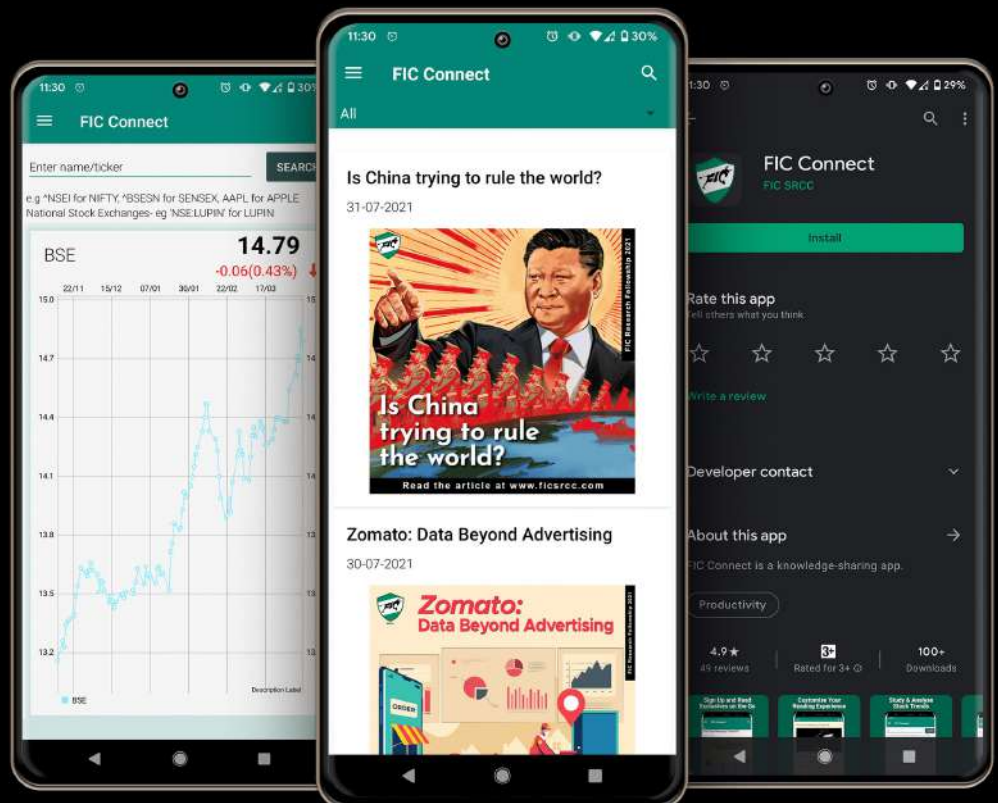 11:30
30%
FIC Connect
Enter name/ticker
SEARCH
e.g ^NSEI for NIFTY, ^BSESN for SENSEX, AAPL for APPLE
National Stock Exchanges- eg 'NSE:LUPIN' for LUPIN
BSE
14.79
-0.06(0.43%)
22/11 15/12 07/01 30/01 22/02 17/03
15.0
14.7
14.4
14.1
13.8
13.5
13.2
BSE
Description Label
11:30
30%
FIC Connect
All
Is China trying to rule the world?
31-07-2021
FIC
FIC Research Fellowship 2021
Is China
trying to rule
the world?
Read the article at www.ficsrcc.com
Zomato: Data Beyond Advertising
30-07-2021
FIC
Zomato:
Data Beyond Advertising
FIC Research Fellowship 2021
ORDER
1:30
29%
FIC
FIC Connect
FIC SRCC
Install
Rate this app
Tell others what you think
Write a review
Developer contact
About this app
FIC Connect is a knowledge-sharing app.
Productivity
4.9★
49 reviews
3+
Rated for 3+
100+
Downloads
Sign Up and Read
Exclusives on the Go
Customize Your
Reading Experience
Study & Analyse
Stock Trends